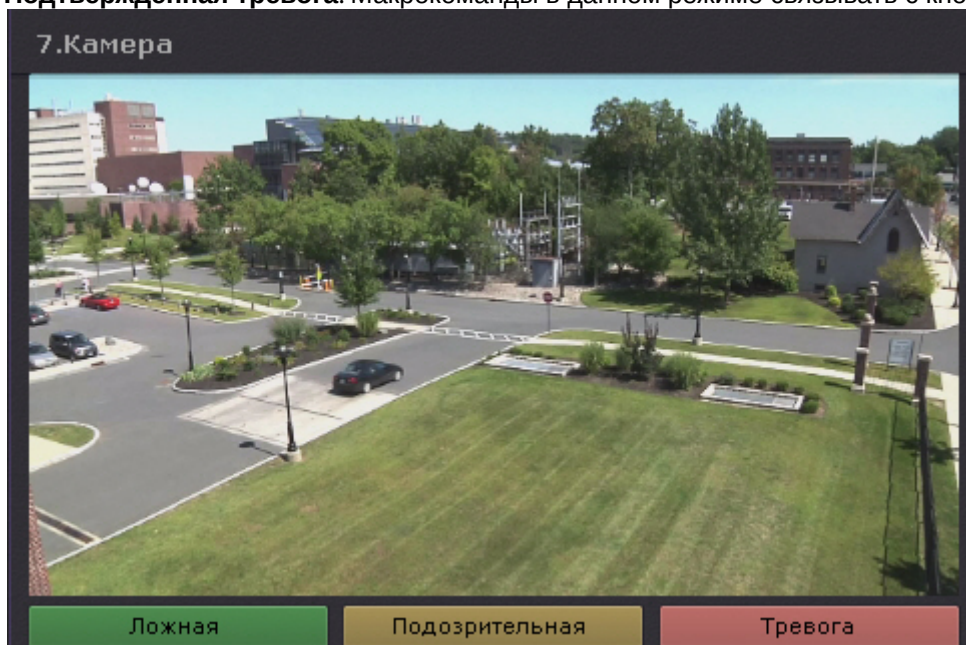 Подтвержденная тревога. Макрокоманды в данном режиме связывать с кно
7.Камера
Ложная
Подозрительная
Тревога